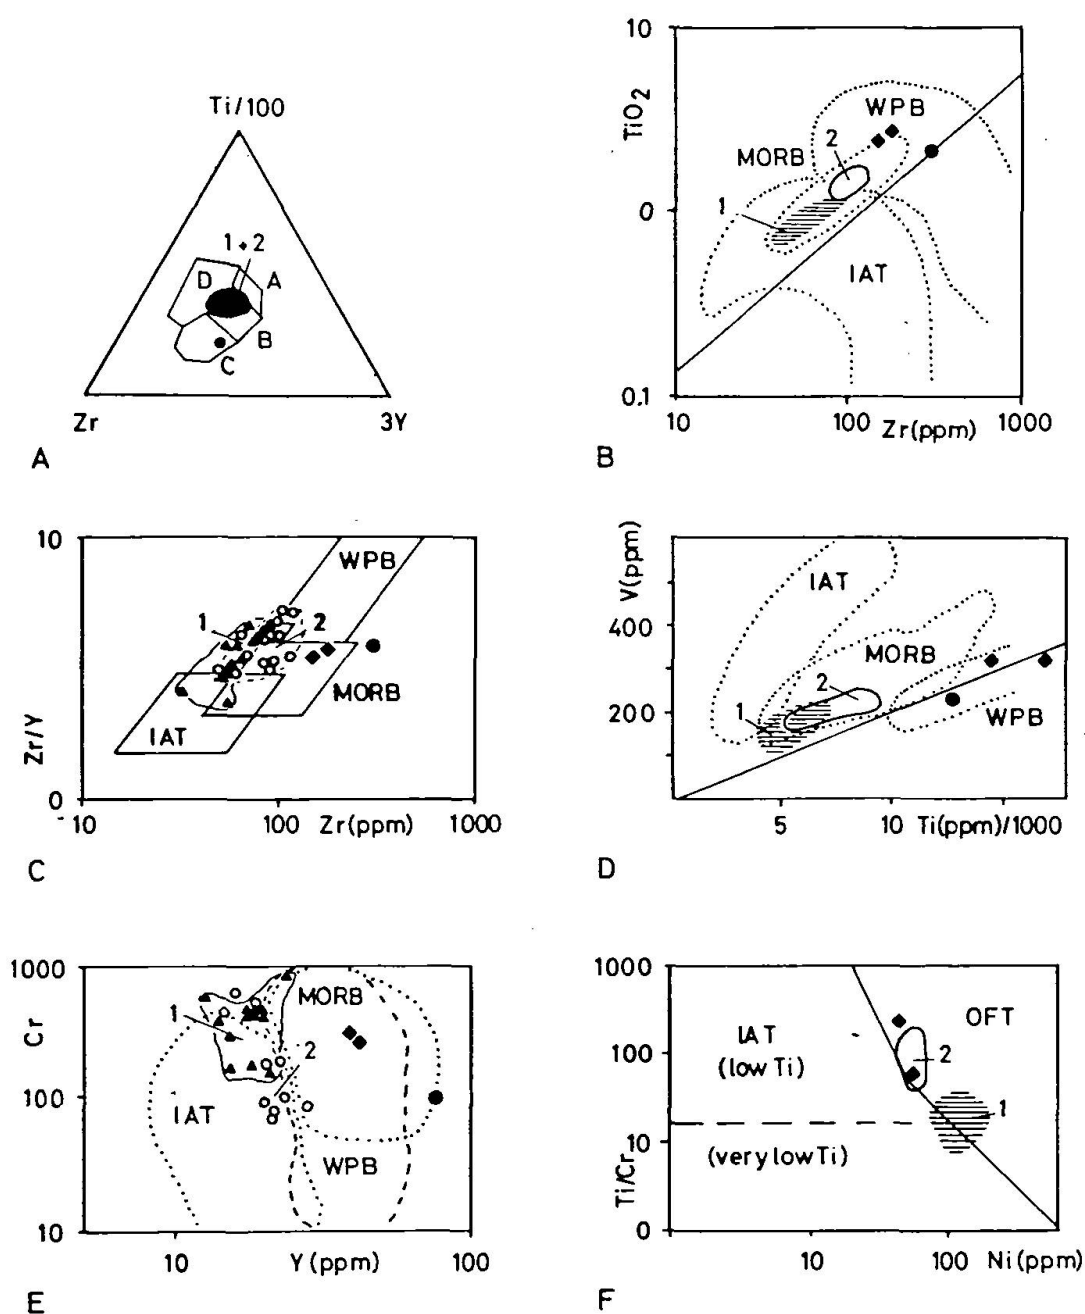 Ti/100
1+2
D
A
B
C
Zr
3Y
A
10
TiO2
WPB
2
MORB
1
0
IAT
0.1
10
100
Zr(ppm)
1000
B
10
WPB
1
2
MORB
IAT
Zr/Y
0
-10
100
Zr(ppm)
1000
C
V(ppm)
IAT
400
MORB
2
200
1
WPB
5
10
Ti(ppm)/1000
D
1000
MORB
Cr
1
2
100
IAT
WPB
10
10
Y(ppm)
100
E
1000
IAT
OFT
(low Ti)
100
2
1
10
(very low Ti)
Ti/Cr
0
10
100
Ni(ppm)
F